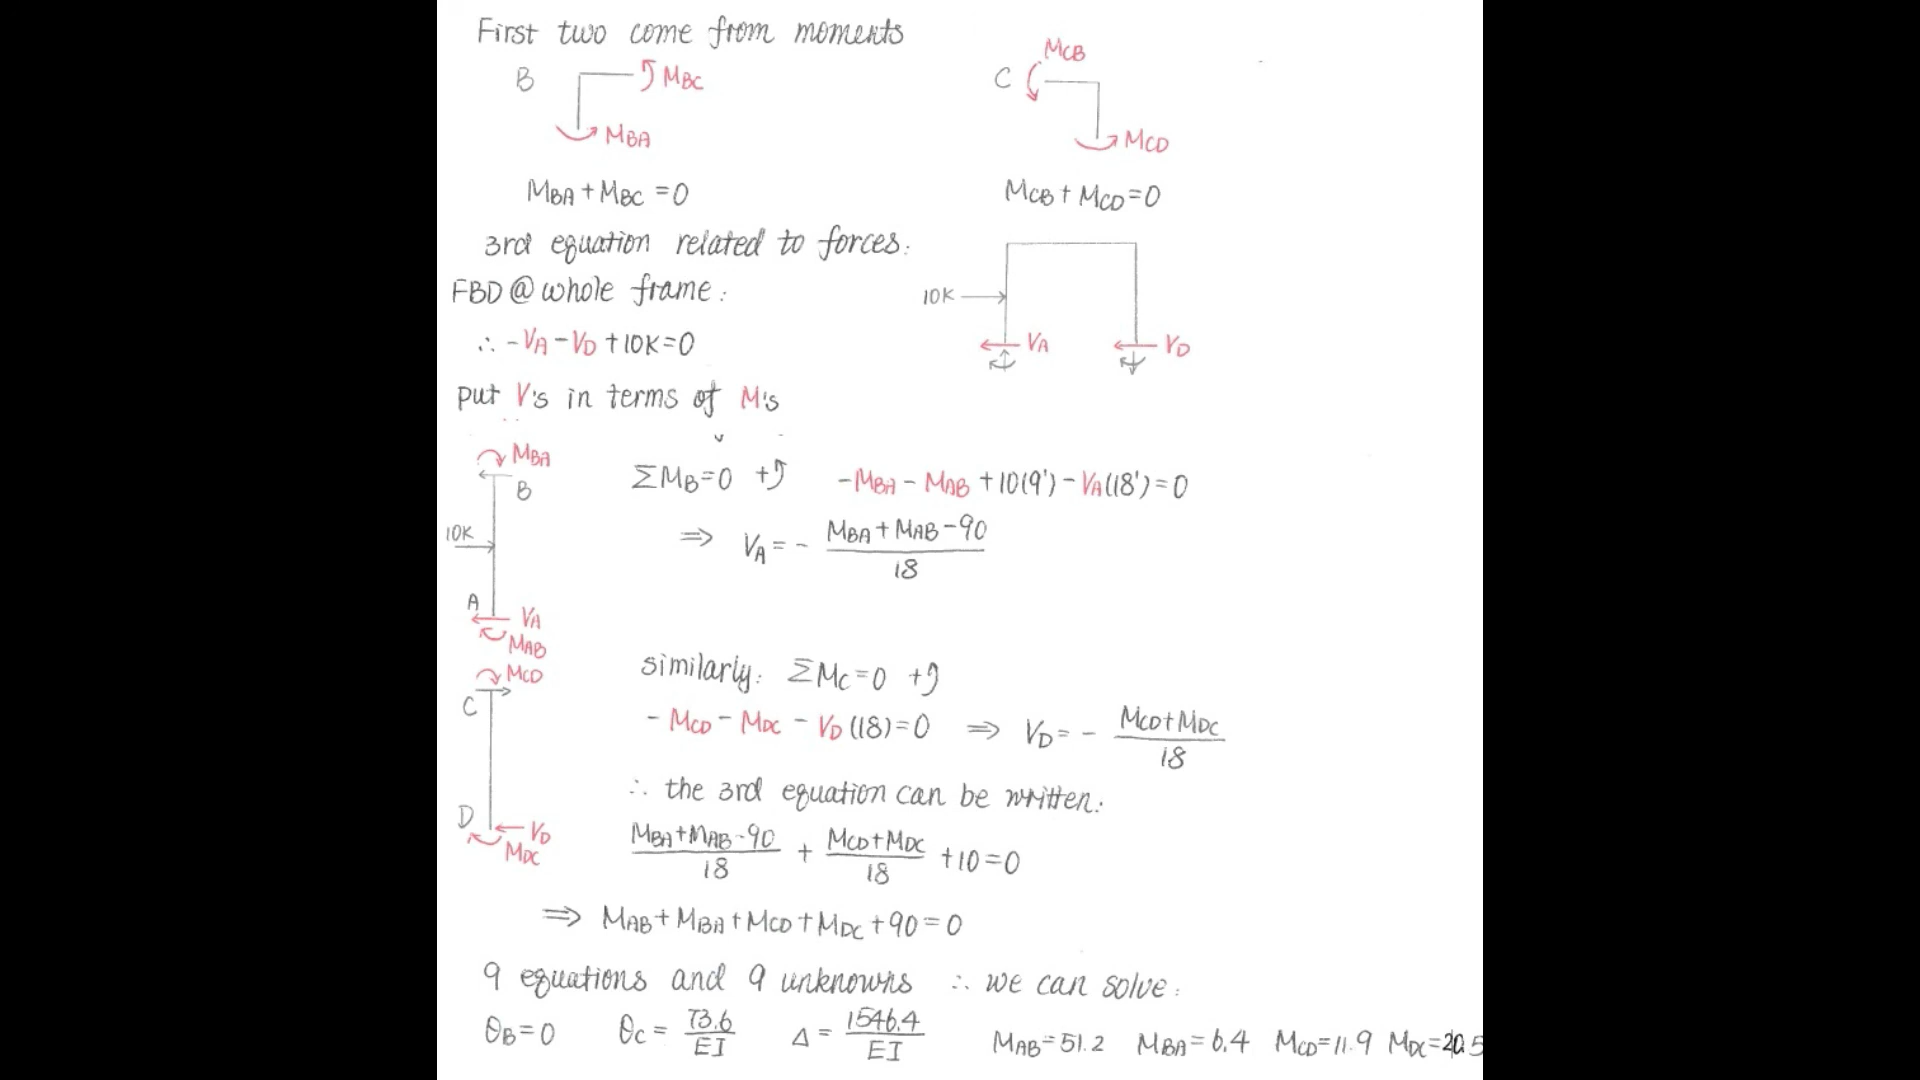 First two come from moments
B MBC
MBA
C MCB
MCD
MBA + MBC = 0
MCB + MCD = 0
3rd equation related to forces:
FBD @ whole frame:
10K
VA VD
∴ -VA - VD + 10K = 0
put V's in terms of M's
MBA
B
10K
A VA
MAB
ΣMB = 0 + -MBA - MAB + 10(9') - VA(18') = 0
⇒ VA = - (MBA + MAB - 90) / 18
MCD
C
D VD
MDC
similarly: ΣMC = 0 +
- MCD - MDC - VD (18) = 0 ⇒ VD = - (MCD + MDC) / 18
∴ the 3rd equation can be written:
(MBA + MAB - 90) / 18 + (MCD + MDC) / 18 + 10 = 0
⇒ MAB + MBA + MCD + MDC + 90 = 0
9 equations and 9 unknowns ∴ we can solve:
θB = 0 θC = 73.6 / EI Δ = 1546.4 / EI MAB = 51.2 MBA = 6.4 MCD = 11.9 MDC = 20.5